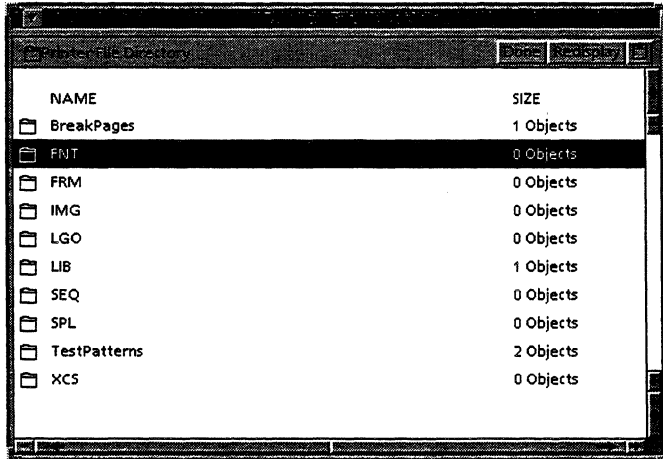 Printer File Directory Done Redisplay
NAME SIZE
BreakPages 1 Objects
FNT 0 Objects
FRM 0 Objects
IMG 0 Objects
LGO 0 Objects
LIB 1 Objects
SEQ 0 Objects
SPL 0 Objects
TestPatterns 2 Objects
XCS 0 Objects